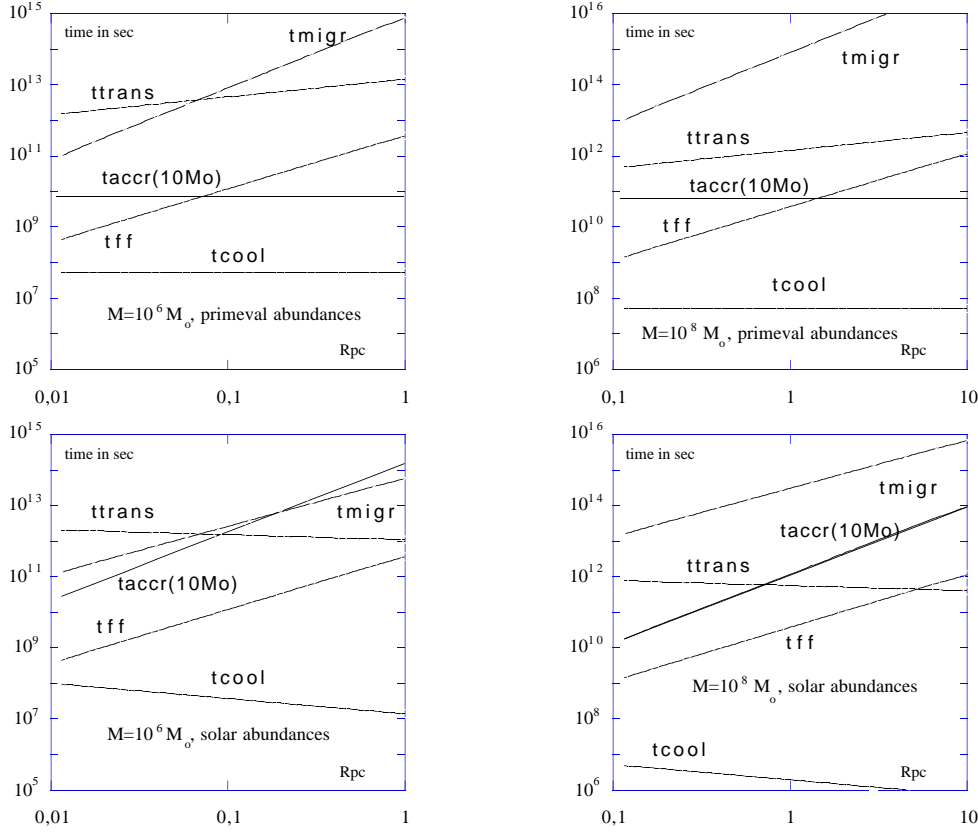 10^15
time in sec
tmigr
10^13
ttrans
10^11
taccr(10Mo)
10^9
tff
tcool
10^7
M=10^6 M_o, primeval abundances
Rpc
10^5
0,01
0,1
1
10^16
time in sec
tmigr
10^14
ttrans
10^12
taccr(10Mo)
10^10
tff
tcool
10^8
M=10^8 M_o, primeval abundances
Rpc
10^6
0,1
1
10
10^15
time in sec
10^13
ttrans
tmigr
10^11
taccr(10Mo)
tff
10^9
tcool
10^7
M=10^6 M_o, solar abundances
Rpc
10^5
0,01
0,1
1
10^16
time in sec
tmigr
10^14
taccr(10Mo)
ttrans
10^12
10^10
tff
M=10^8 M_o, solar abundances
10^8
tcool
Rpc
10^6
0,1
1
10